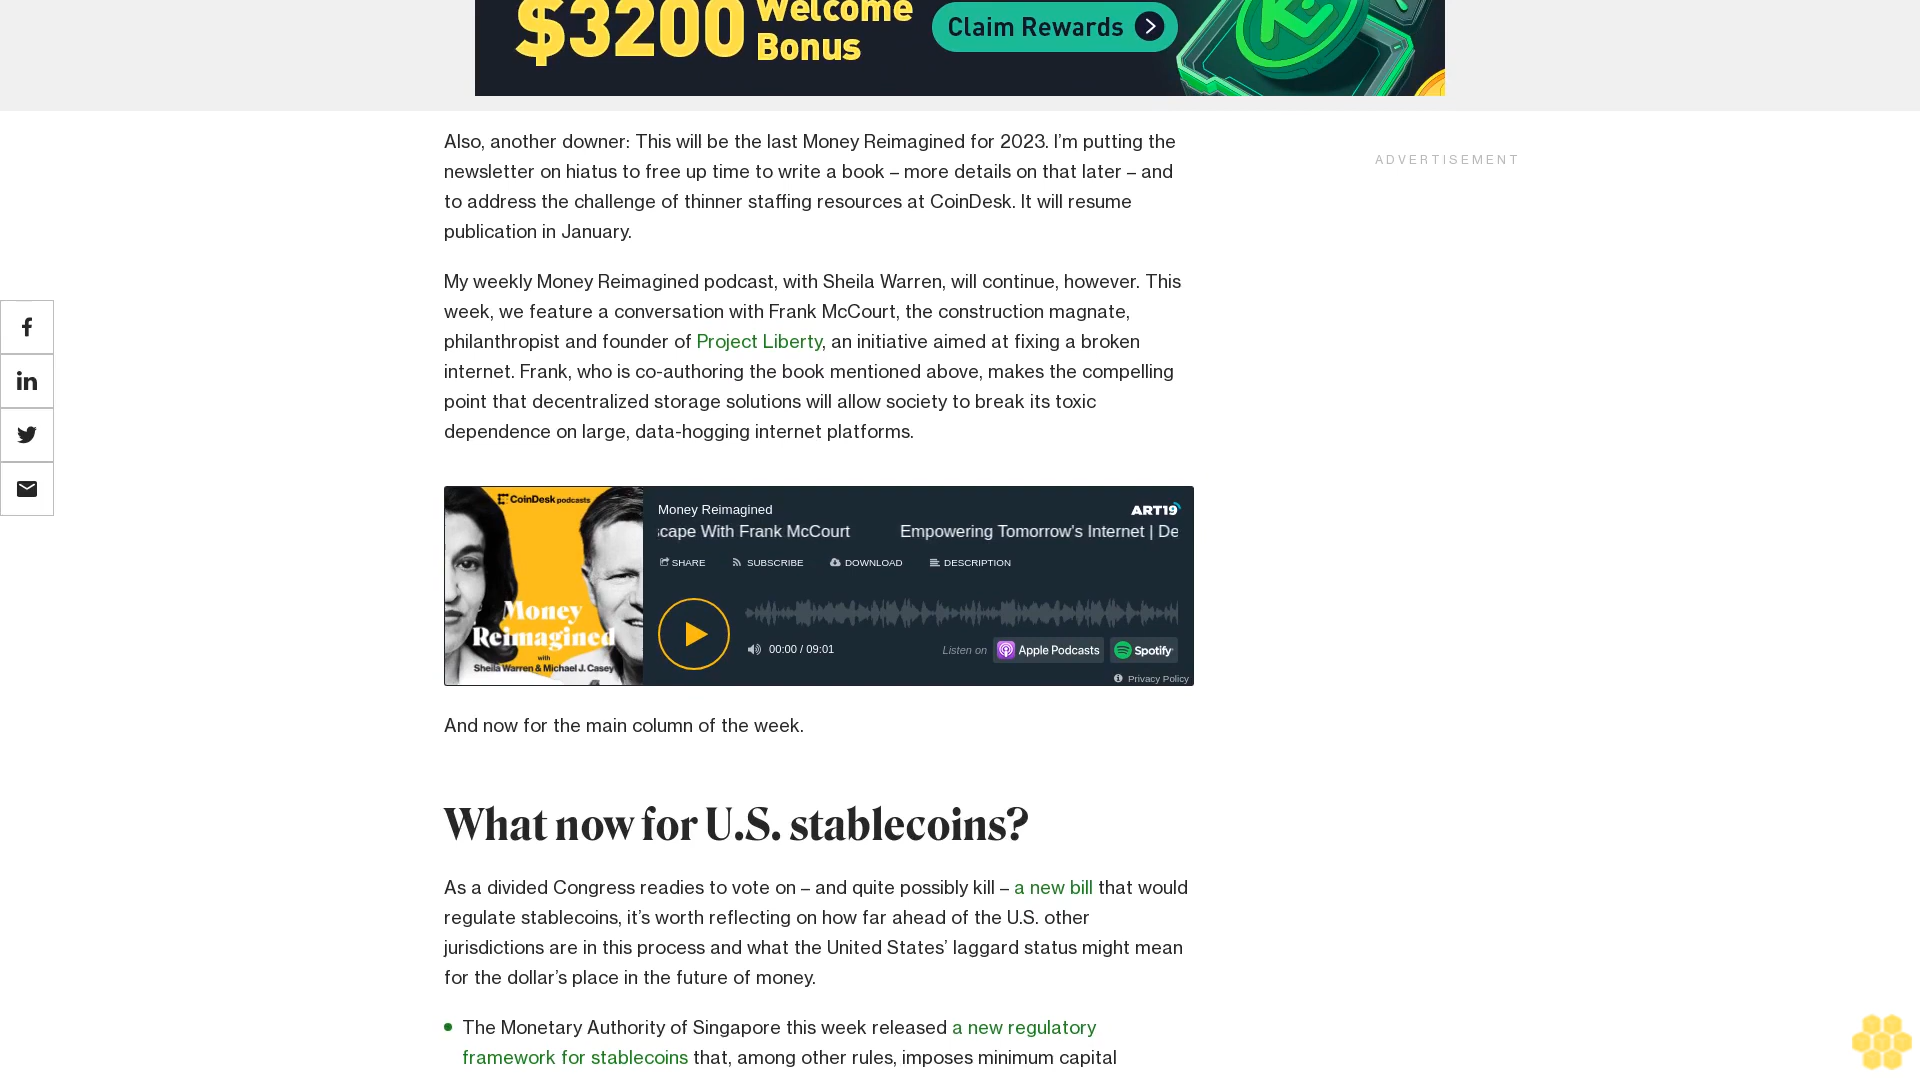 $3200 Welcome
Bonus
Claim Rewards
Also, another downer: This will be the last Money Reimagined for 2023. I’m putting the
newsletter on hiatus to free up time to write a book – more details on that later – and
to address the challenge of thinner staffing resources at CoinDesk. It will resume
publication in January.
ADVERTISEMENT
My weekly Money Reimagined podcast, with Sheila Warren, will continue, however. This
week, we feature a conversation with Frank McCourt, the construction magnate,
philanthropist and founder of Project Liberty, an initiative aimed at fixing a broken
internet. Frank, who is co-authoring the book mentioned above, makes the compelling
point that decentralized storage solutions will allow society to break its toxic
dependence on large, data-hogging internet platforms.
CoinDesk podcasts
Money
Reimagined
with
Sheila Warren & Michael J. Casey
Money Reimagined
ART19
scape With Frank McCourt Empowering Tomorrow's Internet | De
SHARE SUBSCRIBE DOWNLOAD DESCRIPTION
00:00 / 09:01
Listen on Apple Podcasts Spotify
Privacy Policy
And now for the main column of the week.
What now for U.S. stablecoins?
As a divided Congress readies to vote on – and quite possibly kill – a new bill that would
regulate stablecoins, it’s worth reflecting on how far ahead of the U.S. other
jurisdictions are in this process and what the United States’ laggard status might mean
for the dollar’s place in the future of money.
The Monetary Authority of Singapore this week released a new regulatory
framework for stablecoins that, among other rules, imposes minimum capital